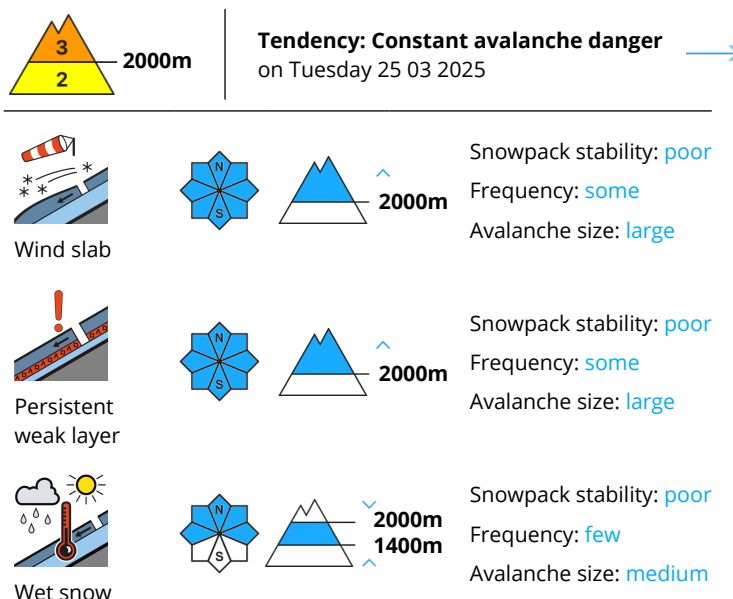 3
2
2000m
Tendency: Constant avalanche danger
on Tuesday 25 03 2025
N
S
2000m
Snowpack stability: poor
Frequency: some
Avalanche size: large
Wind slab
N
S
2000m
Snowpack stability: poor
Frequency: some
Avalanche size: large
Persistent
weak layer
N
S
2000m
1400m
Snowpack stability: poor
Frequency: few
Avalanche size: medium
Wet snow